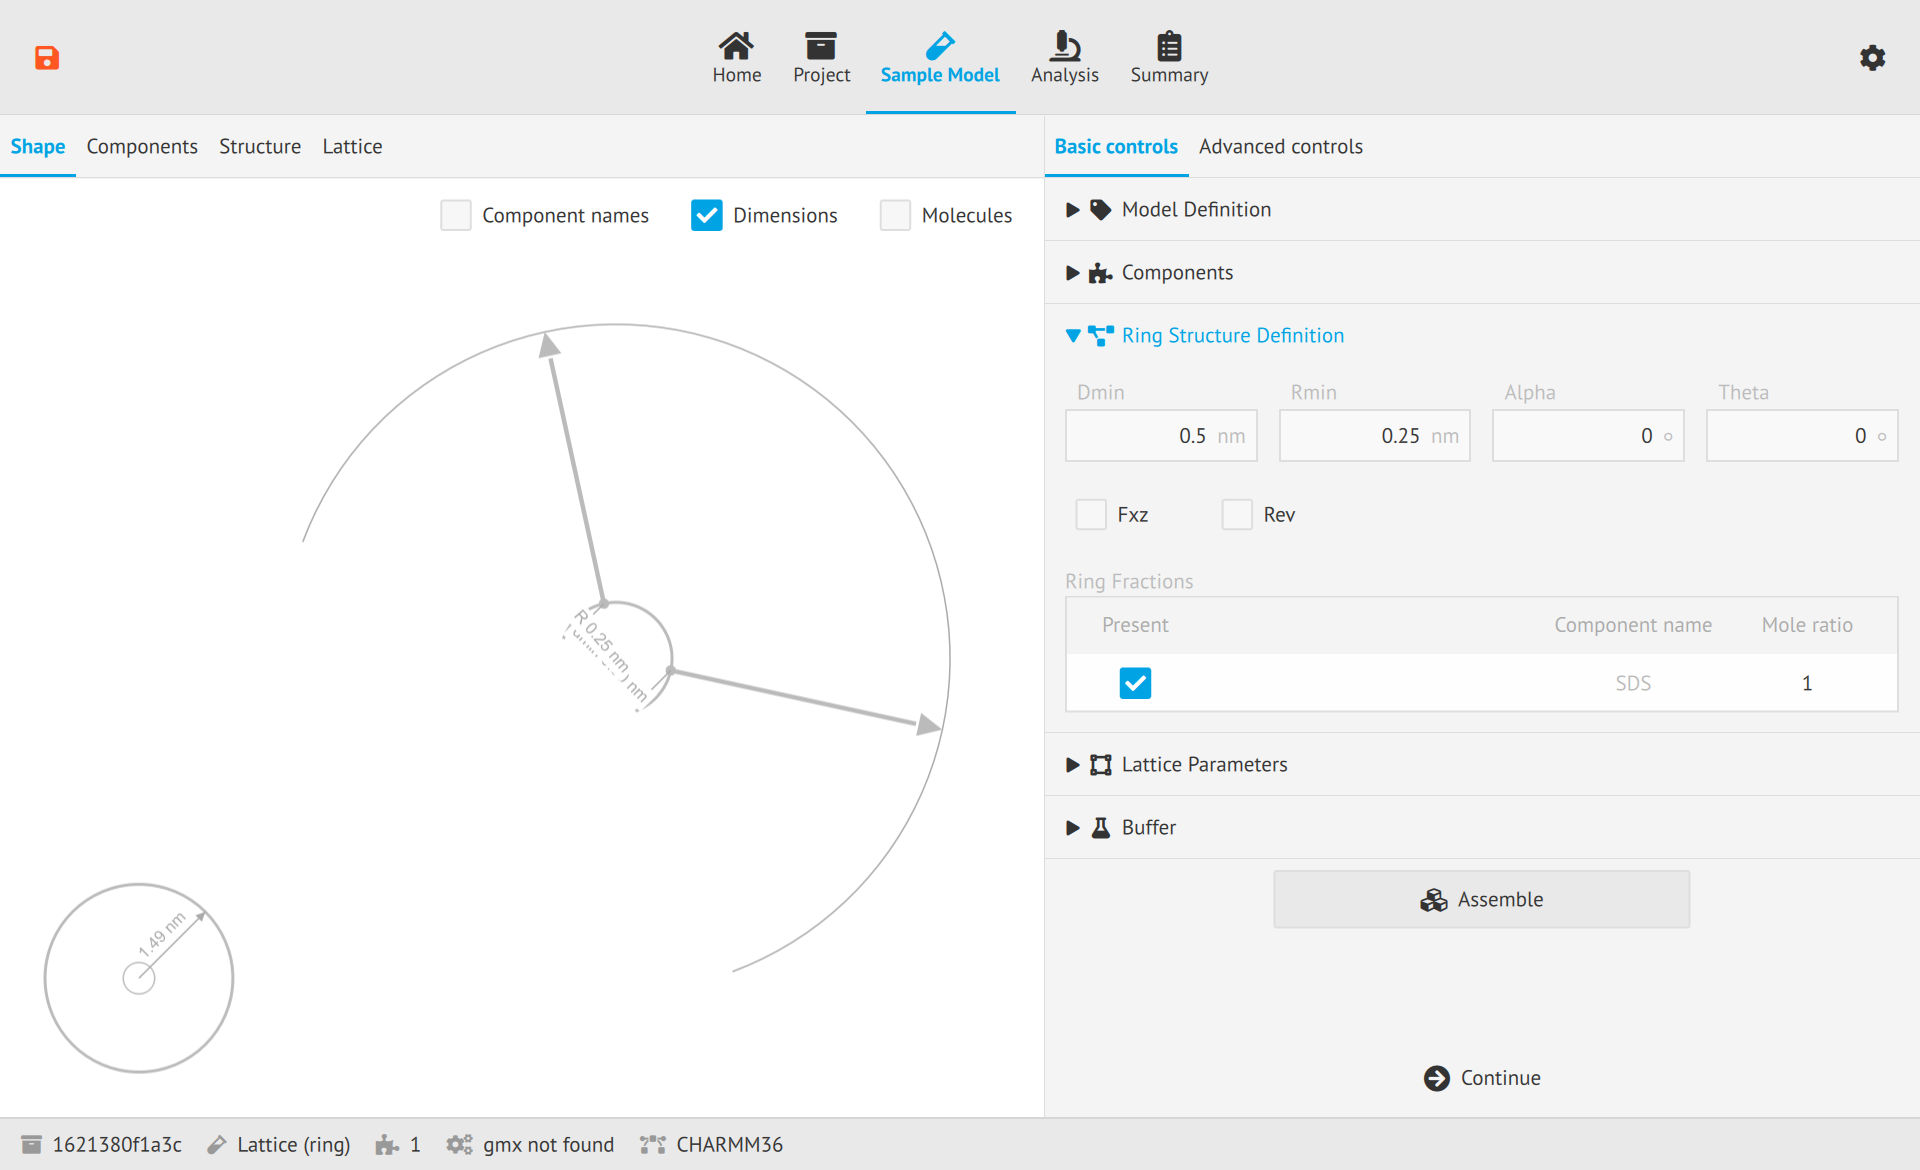 Home Project Sample Model Analysis Summary
Shape Components Structure Lattice
Basic controls Advanced controls
Component names Dimensions Molecules
Model Definition
Components
Ring Structure Definition
Dmin Rmin Alpha Theta
0.5 nm 0.25 nm 0 ° 0 °
Fxz Rev
Ring Fractions
Present Component name Mole ratio
SDS 1
R 0.25 nm
nm
Lattice Parameters
Buffer
Assemble
1.49 nm
Continue
1621380f1a3c Lattice (ring) 1 gmx not found CHARMM36